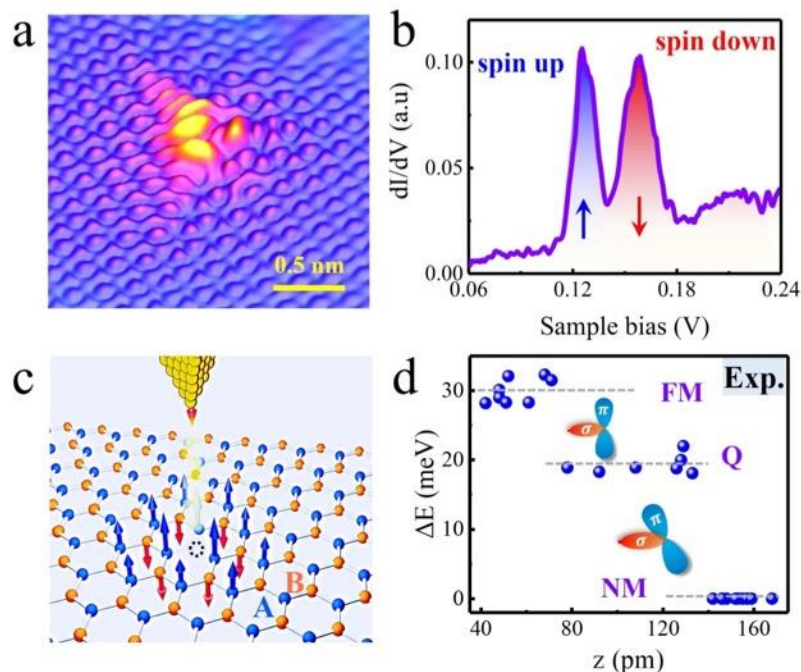 a
0.5 nm
b
spin up
spin down
0.10
0.05
0.00
dI/dV (a.u)
0.06 0.12 0.18 0.24
Sample bias (V)
c
A
B
d
Exp.
30
20
10
0
ΔE (meV)
FM
π
σ
Q
π
σ
NM
40 80 120 160
z (pm)